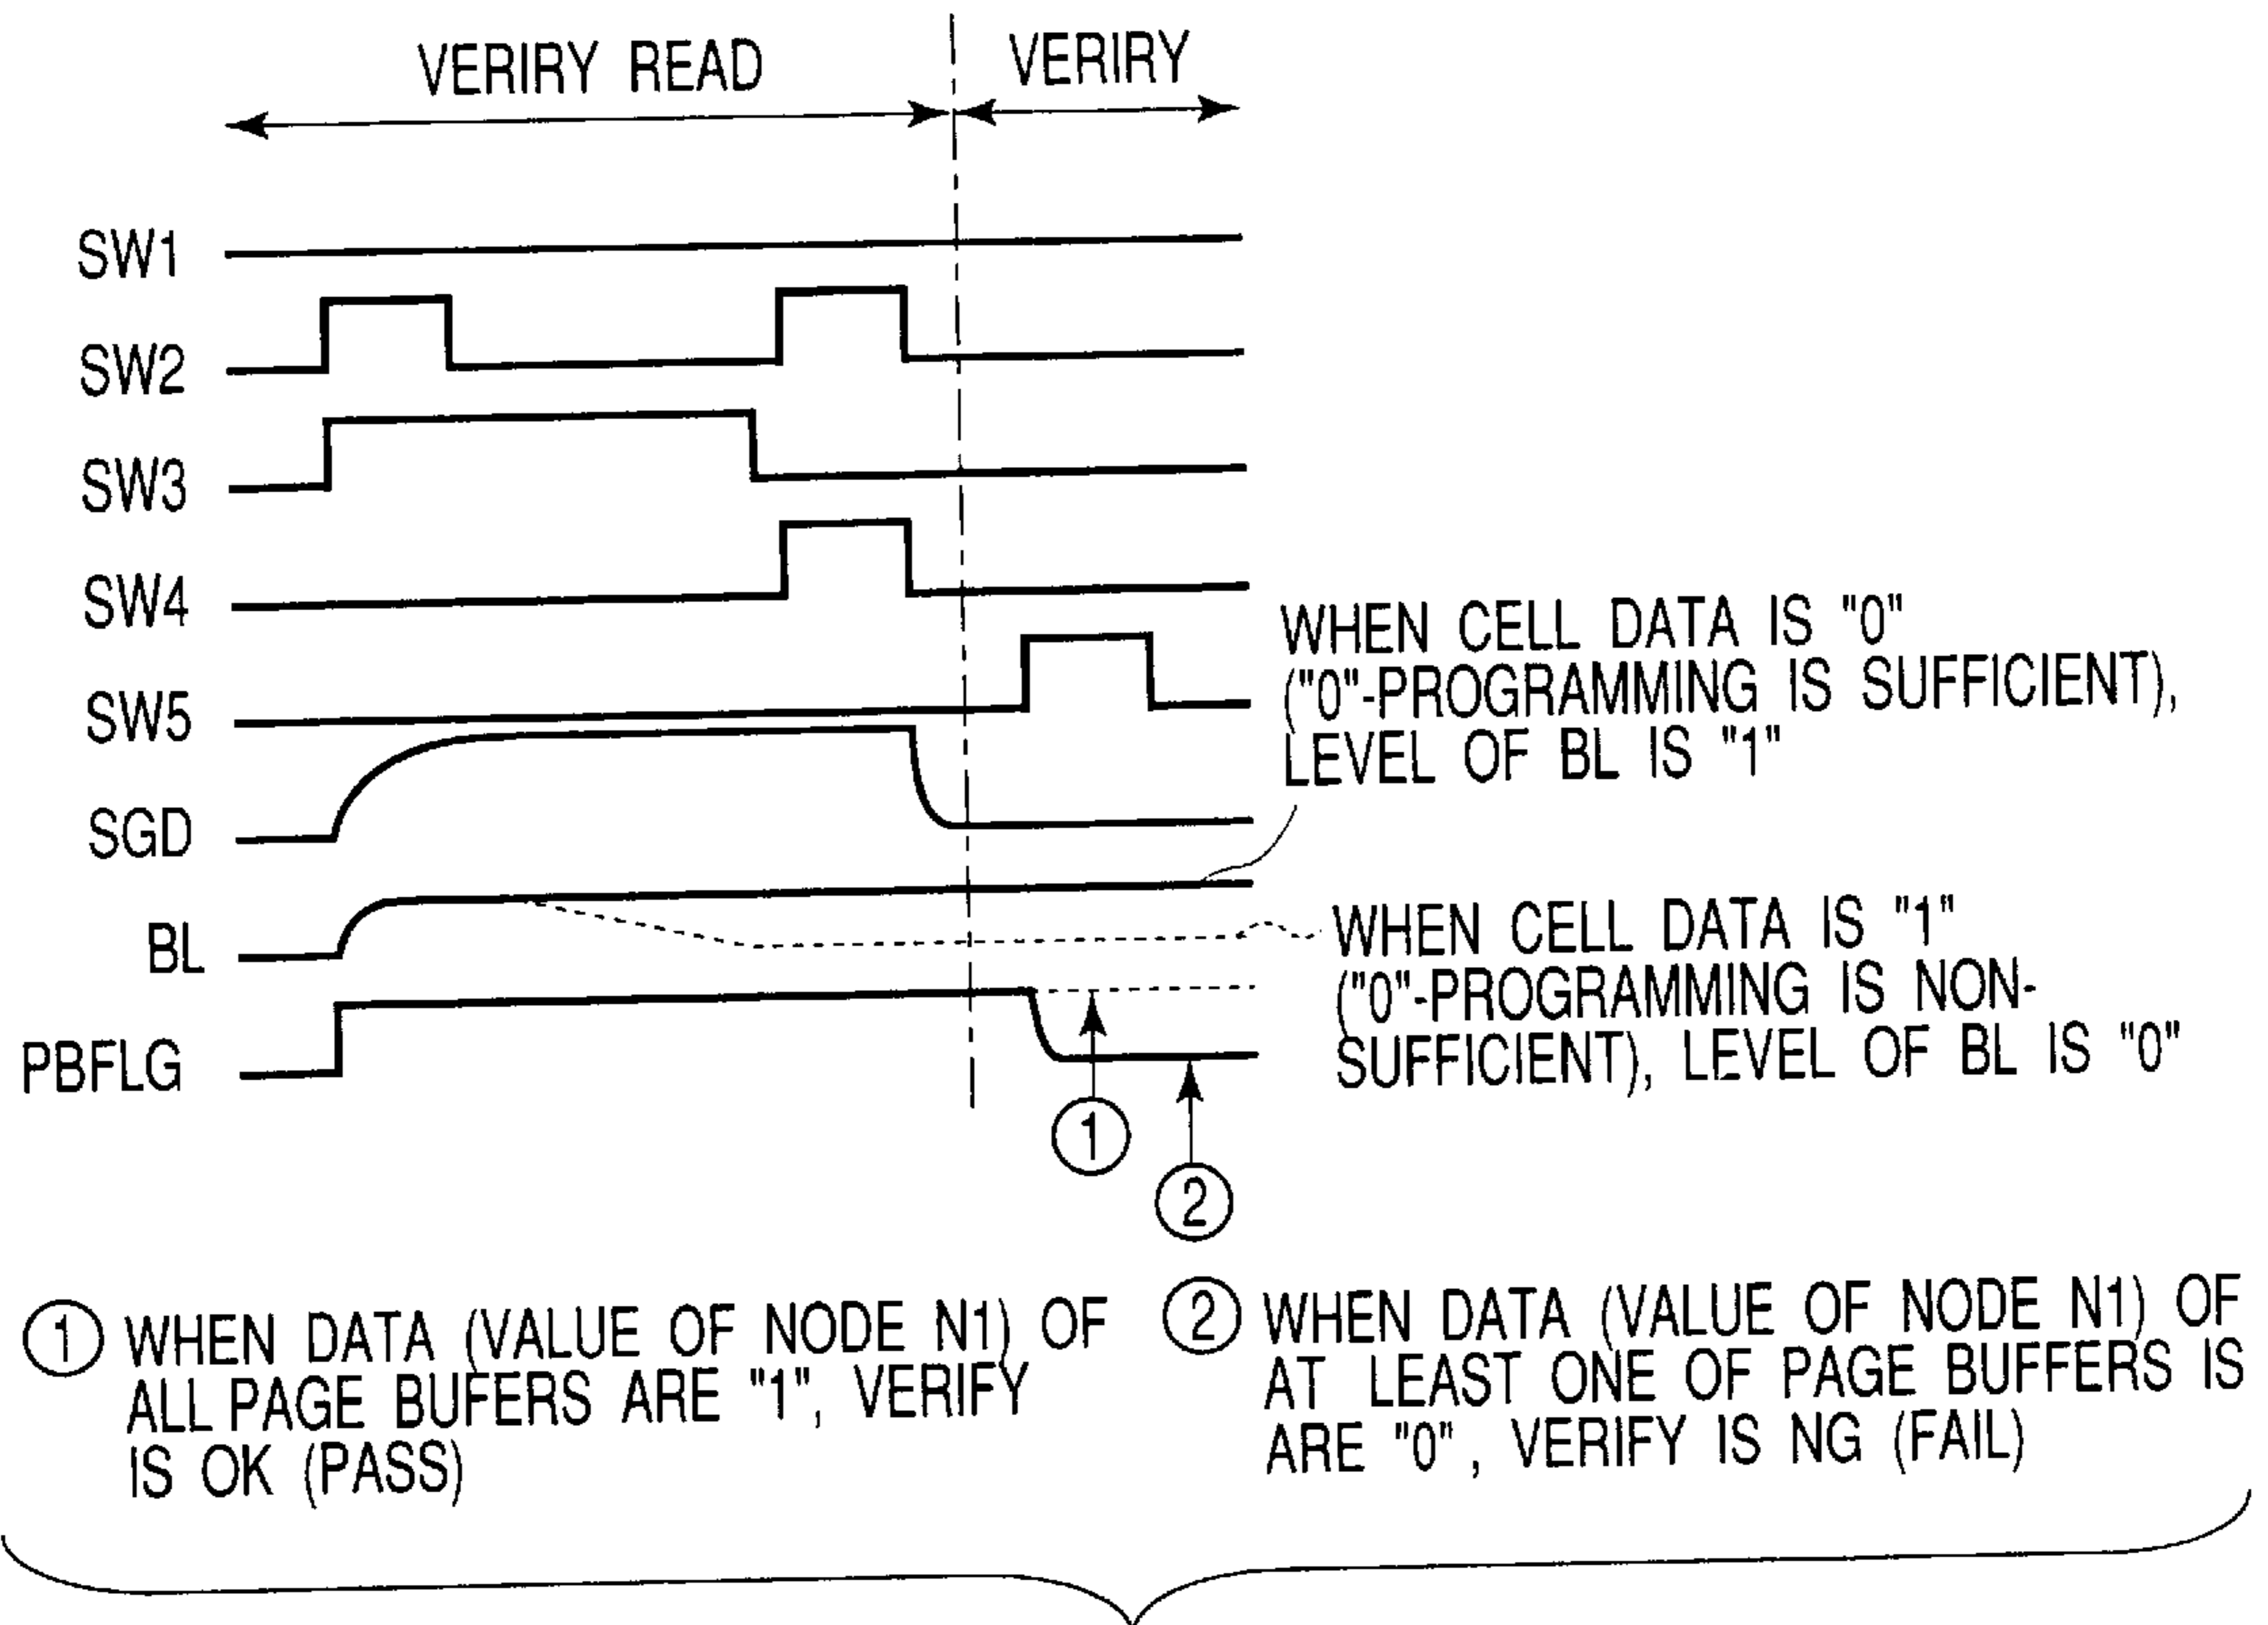 VERIRY READ
VERIRY
SW1
SW2
SW3
SW4
SW5
SGD
BL
PBFLG
WHEN CELL DATA IS "0"
("0"-PROGRAMMING IS SUFFICIENT),
LEVEL OF BL IS "1"
WHEN CELL DATA IS "1"
("0"-PROGRAMMING IS NON-
SUFFICIENT), LEVEL OF BL IS "0"
1
2
1 WHEN DATA (VALUE OF NODE N1) OF
ALL PAGE BUFERS ARE "1", VERIFY
IS OK (PASS)
2 WHEN DATA (VALUE OF NODE N1) OF
AT LEAST ONE OF PAGE BUFFERS IS
ARE "0", VERIFY IS NG (FAIL)